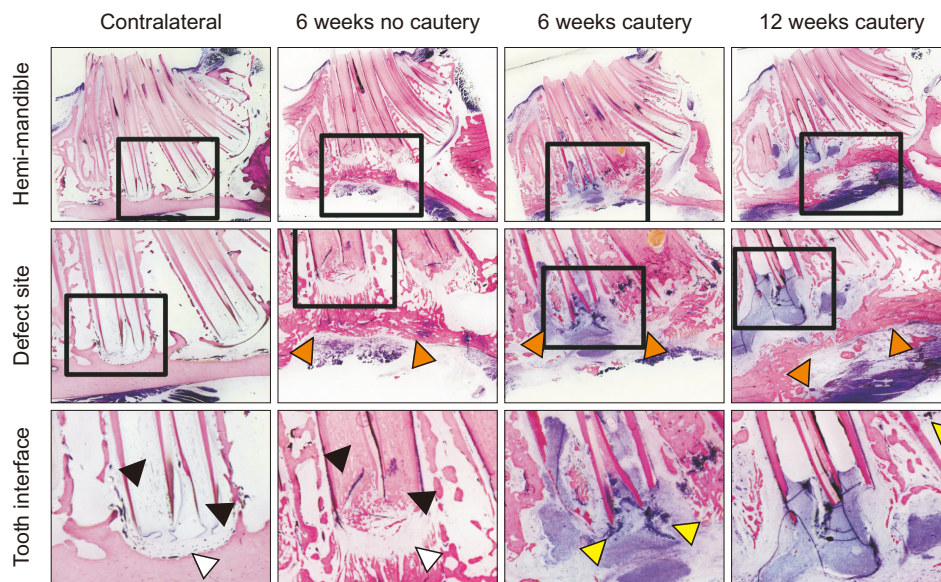 Contralateral
6 weeks no cautery
6 weeks cautery
12 weeks cautery
Hemi-mandible
Defect site
Tooth interface